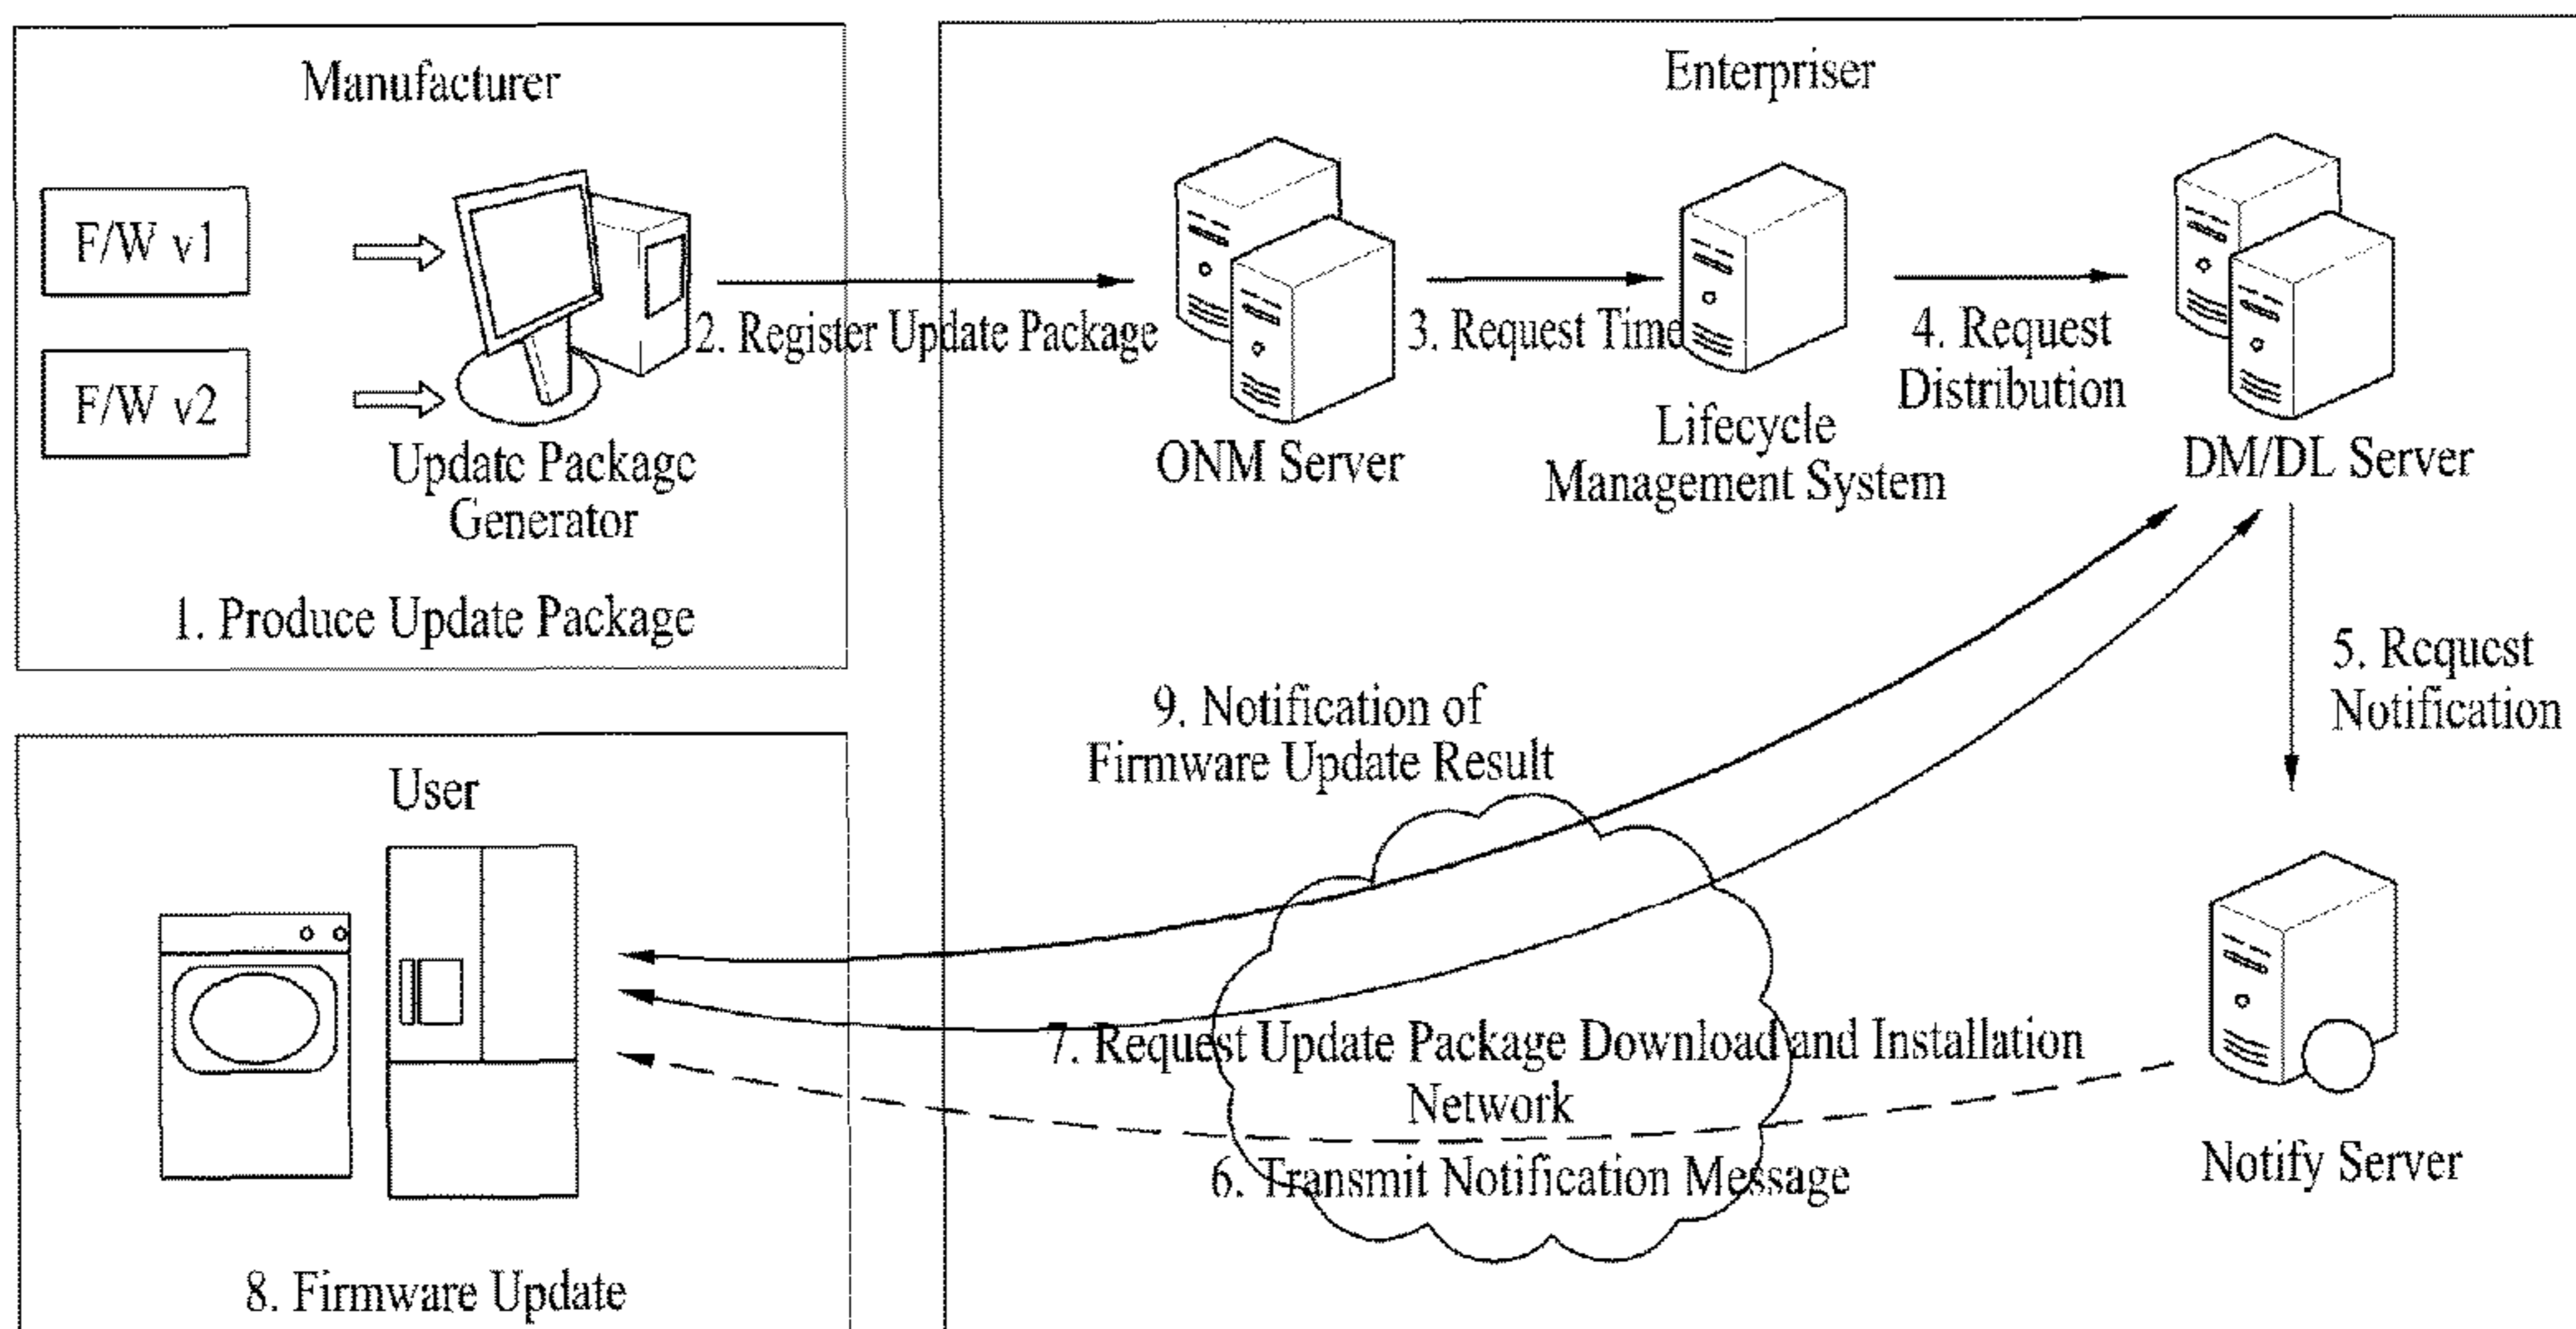 Manufacturer
F/W v1
F/W v2
Update Package
Generator
1. Produce Update Package
2. Register Update Package
Enterpriser
ONM Server
3. Request Time
Lifecycle
Management System
4. Request
Distribution
DM/DL Server
5. Request
Notification
9. Notification of
Firmware Update Result
User
8. Firmware Update
7. Request Update Package Download and Installation
Network
6. Transmit Notification Message
Notify Server